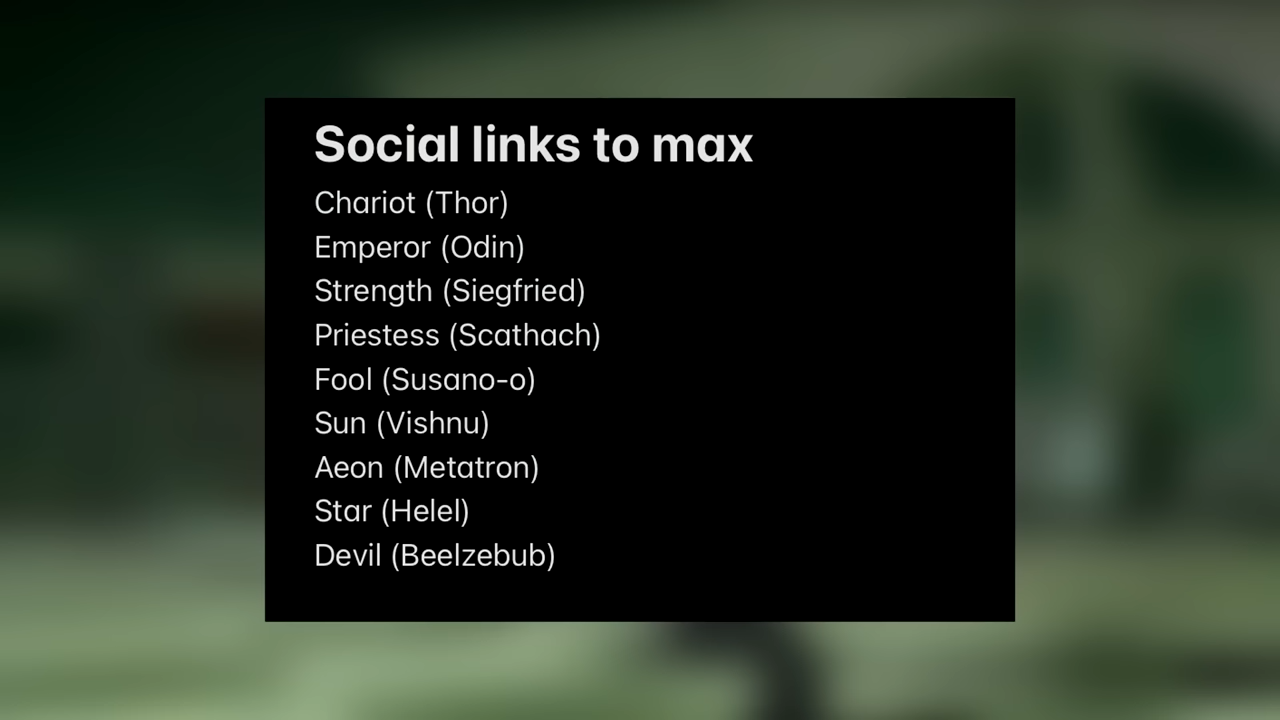 Social links to max
Chariot (Thor)
Emperor (Odin)
Strength (Siegfried)
Priestess (Scathach)
Fool (Susano-o)
Sun (Vishnu)
Aeon (Metatron)
Star (Helel)
Devil (Beelzebub)